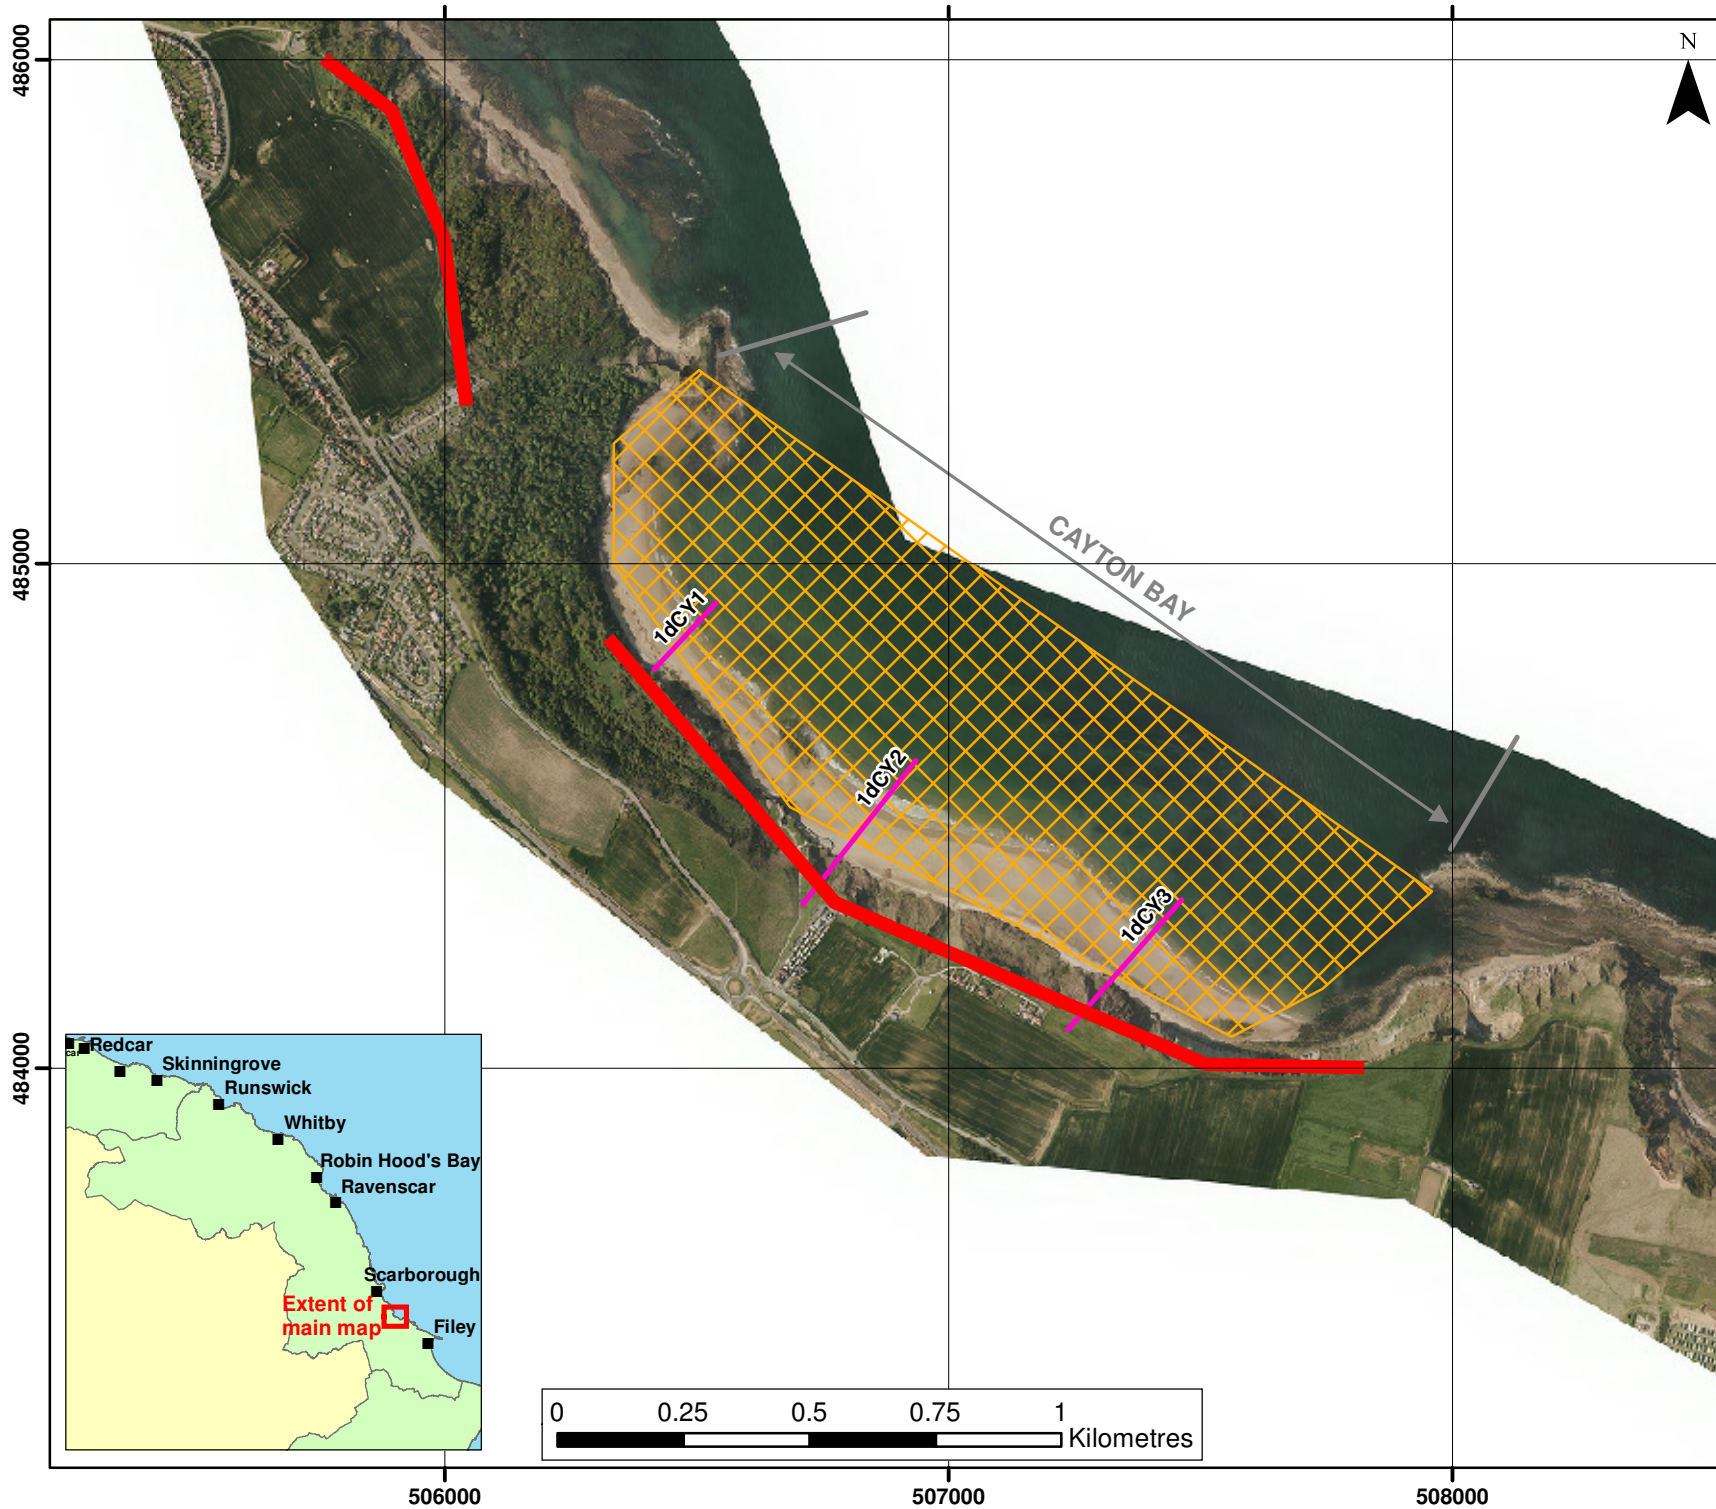 N
486000
485000
484000
CAYTON BAY
1dCY1
1dCY2
1dCY3
Redcar
car
Skinningrove
Runswick
Whitby
Robin Hood's Bay
Ravenscar
Scarborough
Extent of
main map
Filey
0 0.25 0.5 0.75 1
Kilometres
506000 507000 508000